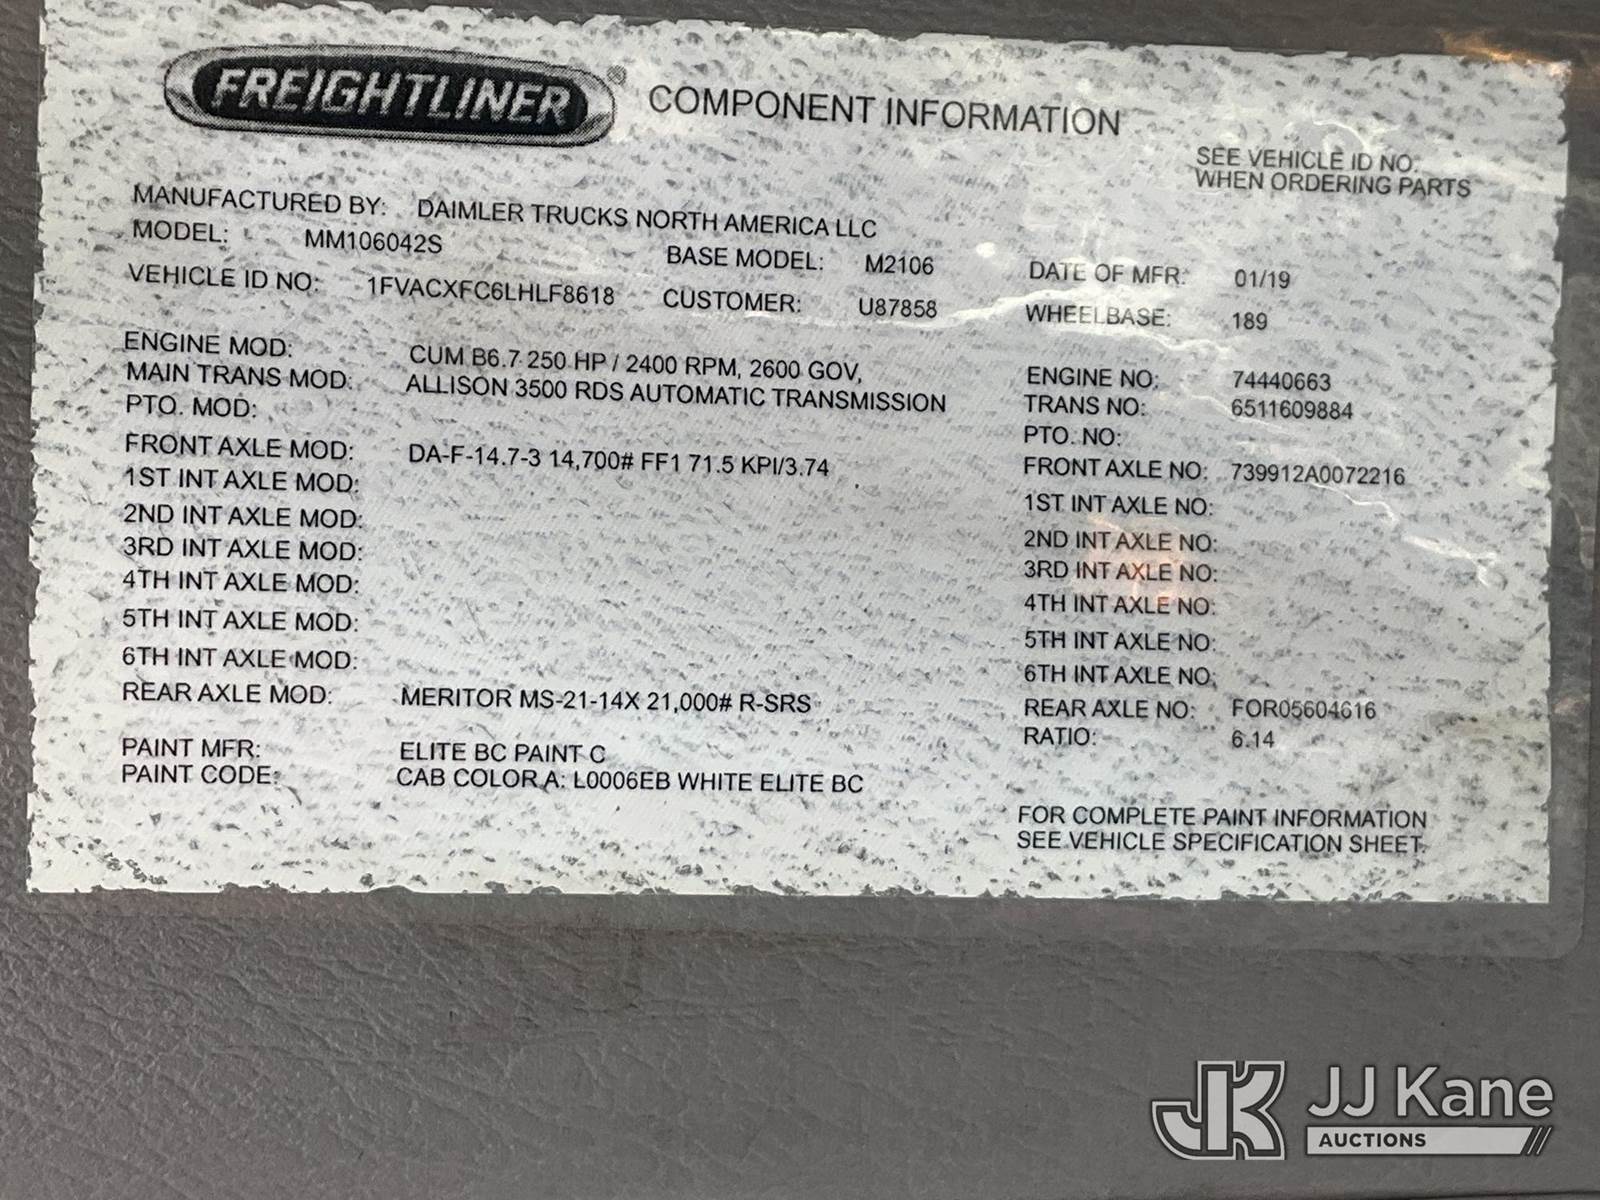 FREIGHTLINER® COMPONENT INFORMATION
SEE VEHICLE ID NO.
WHEN ORDERING PARTS
MANUFACTURED BY: DAIMLER TRUCKS NORTH AMERICA LLC
MODEL: MM106042S BASE MODEL: M2106 DATE OF MFR: 01/19
VEHICLE ID NO: 1FVACXFC6LHLF8618 CUSTOMER: U87858 WHEELBASE: 189
ENGINE MOD: CUM B6.7 250 HP / 2400 RPM, 2600 GOV, ENGINE NO: 74440663
MAIN TRANS MOD: ALLISON 3500 RDS AUTOMATIC TRANSMISSION TRANS NO: 6511609884
PTO. MOD: PTO. NO:
FRONT AXLE MOD: DA-F-14.7-3 14,700# FF1 71.5 KPI/3.74 FRONT AXLE NO: 739912A0072216
1ST INT AXLE MOD: 1ST INT AXLE NO:
2ND INT AXLE MOD: 2ND INT AXLE NO:
3RD INT AXLE MOD: 3RD INT AXLE NO:
4TH INT AXLE MOD: 4TH INT AXLE NO:
5TH INT AXLE MOD: 5TH INT AXLE NO:
6TH INT AXLE MOD: 6TH INT AXLE NO:
REAR AXLE MOD: MERITOR MS-21-14X 21,000# R-SRS REAR AXLE NO: FOR05604616
RATIO: 6.14
PAINT MFR: ELITE BC PAINT C
PAINT CODE: CAB COLOR A: L0006EB WHITE ELITE BC
FOR COMPLETE PAINT INFORMATION
SEE VEHICLE SPECIFICATION SHEET.
JK JJ Kane
AUCTIONS